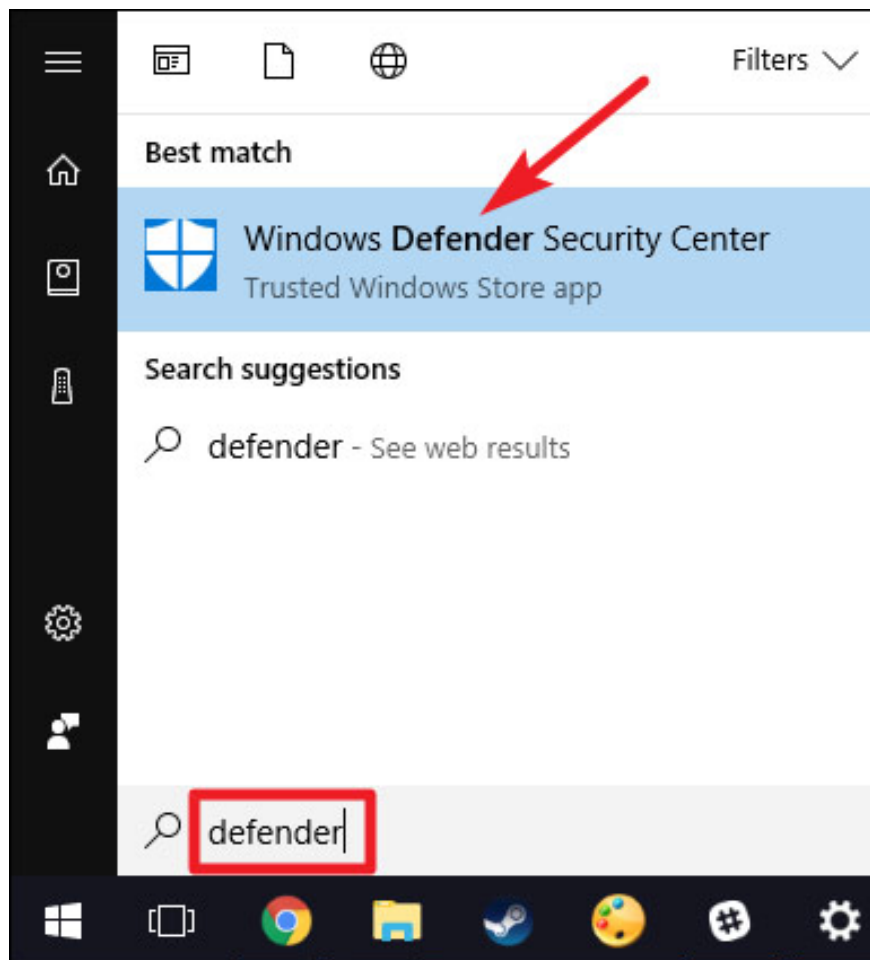 Filters
Best match
Windows Defender Security Center
Trusted Windows Store app
Search suggestions
defender - See web results
defender